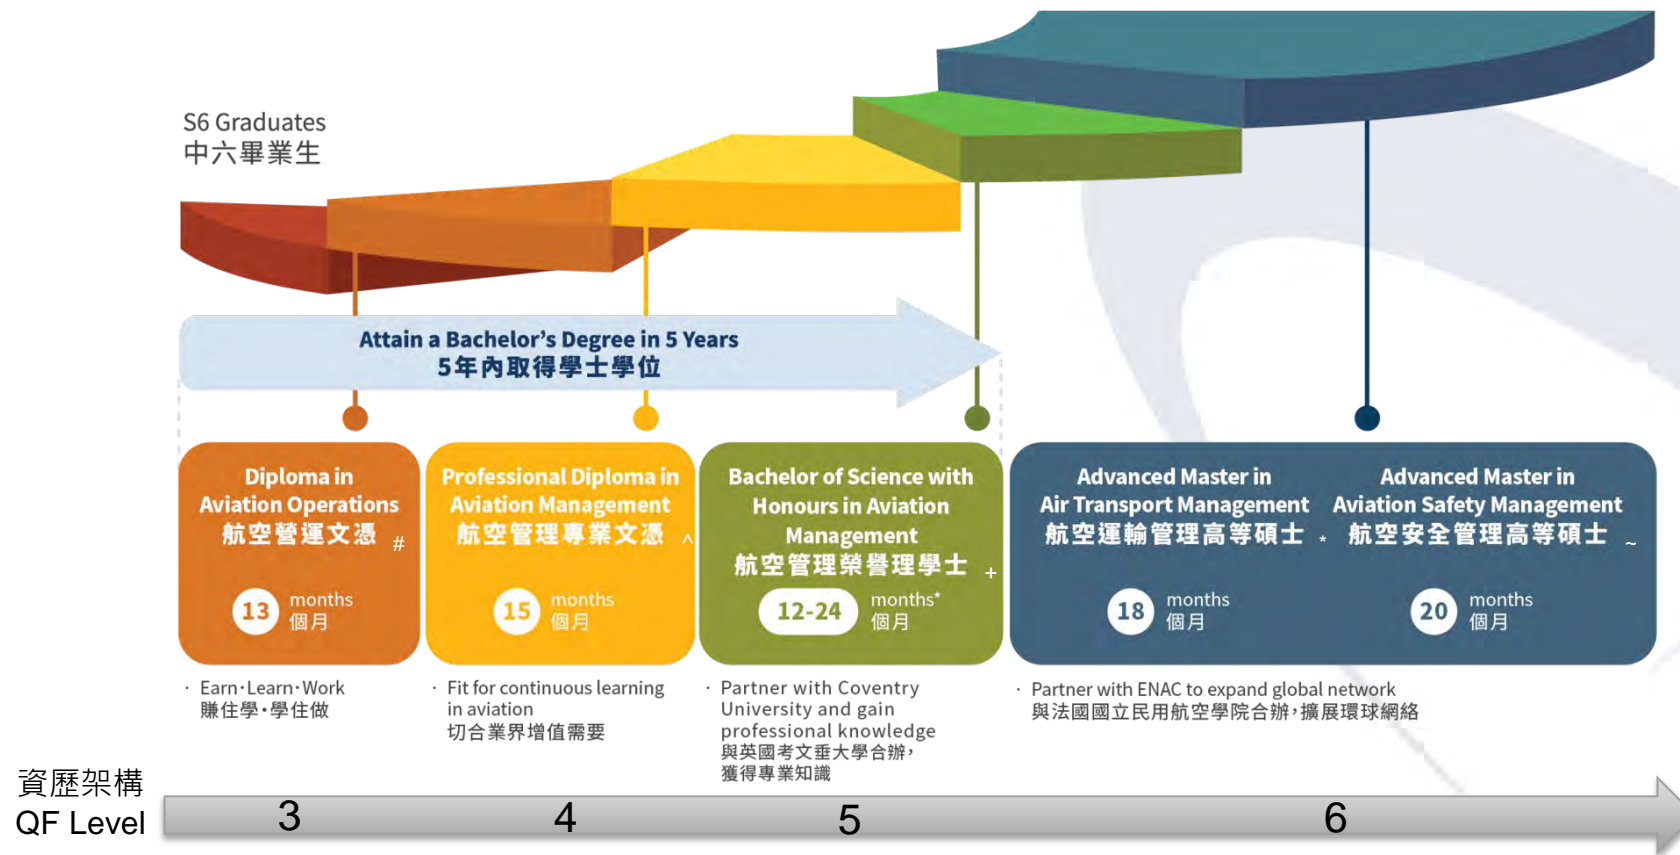 S6 Graduates
中六畢業生
Attain a Bachelor's Degree in 5 Years
5年內取得學士學位
Diploma in
Aviation Operations
航空營運文憑 #
13 months
個月
Professional Diploma in
Aviation Management
航空管理專業文憑 ^
15 months
個月
Bachelor of Science with
Honours in Aviation
Management
航空管理榮譽理學士 +
12-24 months*
個月
Advanced Master in
Air Transport Management
航空運輸管理高等碩士 *
18 months
個月
Advanced Master in
Aviation Safety Management
航空安全管理高等碩士 ~
20 months
個月
· Earn·Learn·Work
賺住學·學住做
· Fit for continuous learning
in aviation
切合業界增值需要
· Partner with Coventry
University and gain
professional knowledge
與英國考文垂大學合辦,
獲得專業知識
· Partner with ENAC to expand global network
與法國國立民用航空學院合辦,擴展環球網絡
資歷架構
QF Level
3 4 5 6